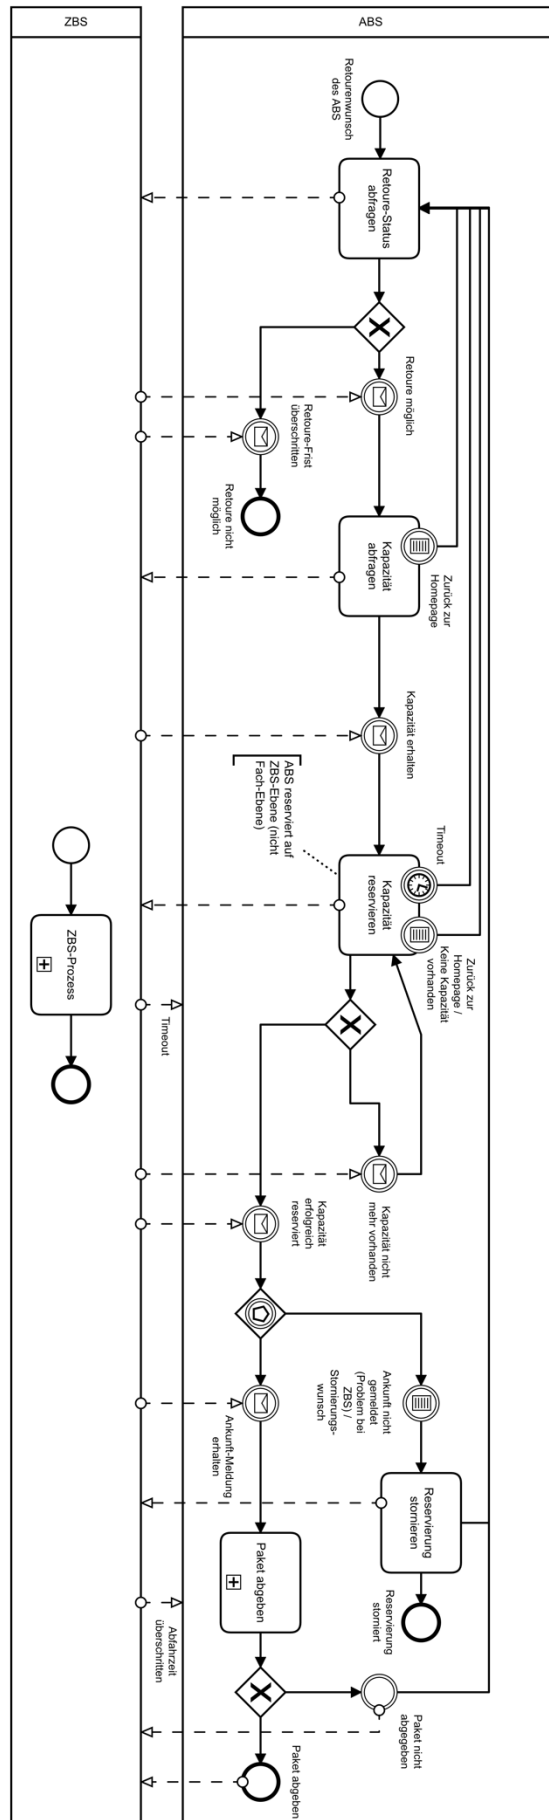 ZBS
ABS
Retourenwunsch
des ABS
Retoure-Status
abfragen
Retoure möglich
Retoure-Frist
überschritten
Retoure nicht
möglich
Kapazität
abfragen
Zurück zur
Homepage
Kapazität erhalten
ABS reserviert auf
ZBS-Ebene (nicht
Fach-Ebene)
Timeout
Kapazität
reservieren
Zurück zur
Homepage /
Keine Kapazität
vorhanden
ZBS-Prozess
Timeout
Kapazität nicht
mehr vorhanden
Kapazität
erfolgreich
reserviert
Ankunft nicht
gemeldet
(Problem bei
ZBS) /
Stornierungs-
wunsch
Ankunft-Meldung
erhalten
Reservierung
stornieren
Reservierung
storniert
Paket abgeben
Abfahrzeit
überschritten
Paket nicht
abgegeben
Paket abgeben